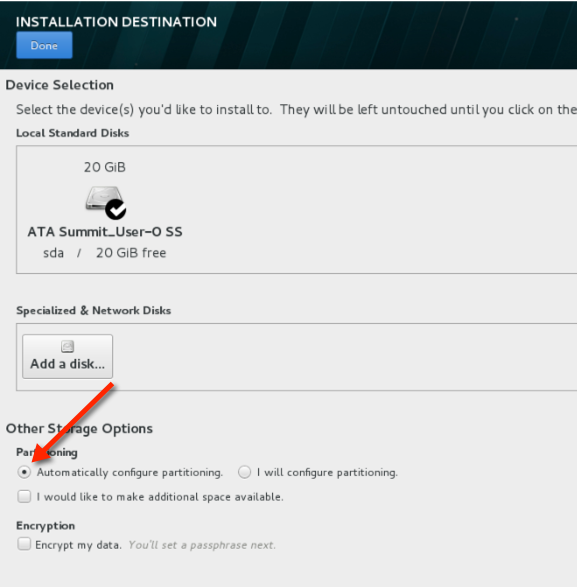 INSTALLATION DESTINATION
Done
Device Selection
Select the device(s) you'd like to install to. They will be left untouched until you click on the
Local Standard Disks
20 GiB
ATA Summit_User-0 SS
sda / 20 GiB free
Specialized & Network Disks
Add a disk...
Other Storage Options
Partitioning
Automatically configure partitioning. I will configure partitioning.
I would like to make additional space available.
Encryption
Encrypt my data. You'll set a passphrase next.